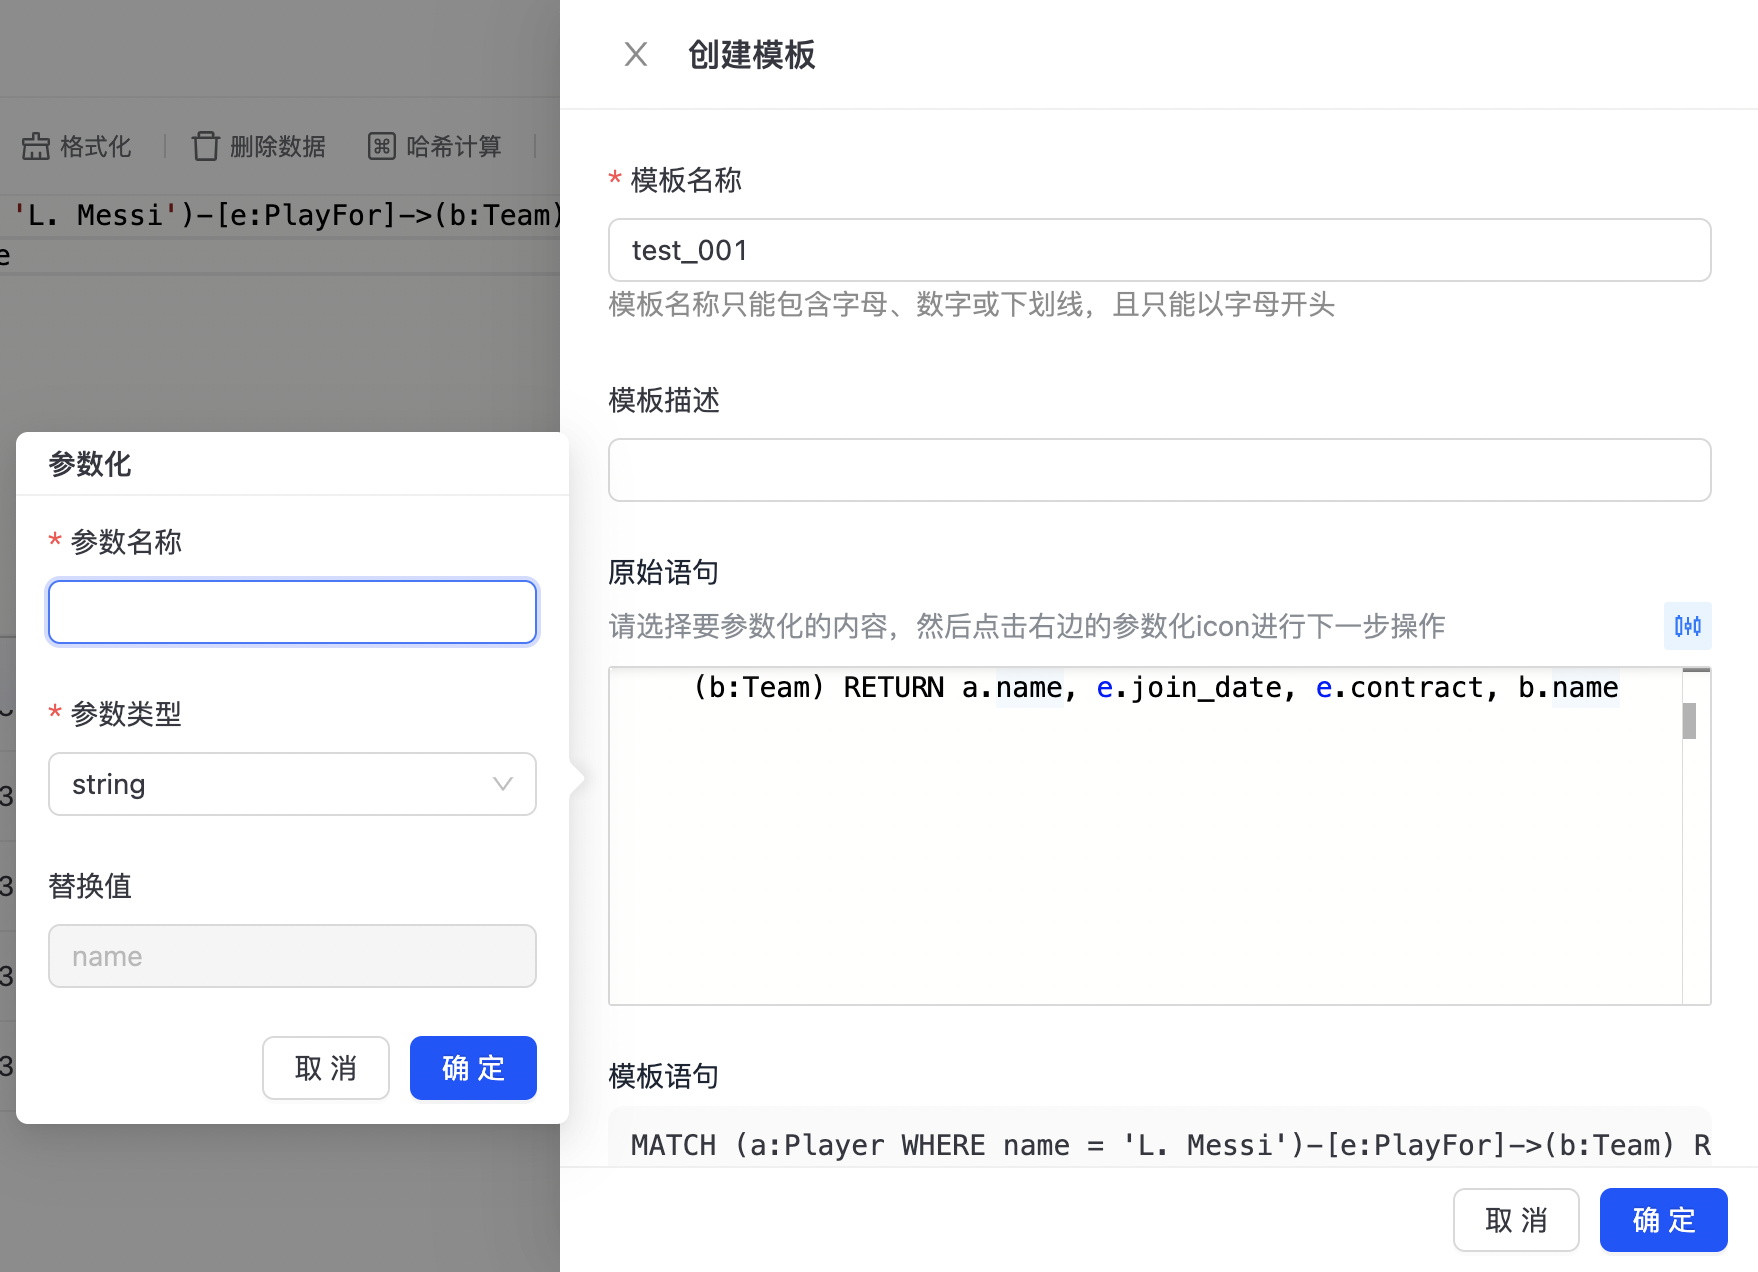 格式化
删除数据
哈希计算
'L. Messi')-[e:PlayFor]->(b:Team)
e
3
3
3
3
参数化
* 参数名称
* 参数类型
string
替换值
name
取 消
确 定
创建模板
* 模板名称
test_001
模板名称只能包含字母、数字或下划线，且只能以字母开头
模板描述
原始语句
请选择要参数化的内容，然后点击右边的参数化icon进行下一步操作
(b:Team) RETURN a.name, e.join_date, e.contract, b.name
模板语句
MATCH (a:Player WHERE name = 'L. Messi')-[e:PlayFor]->(b:Team) R
取 消
确 定